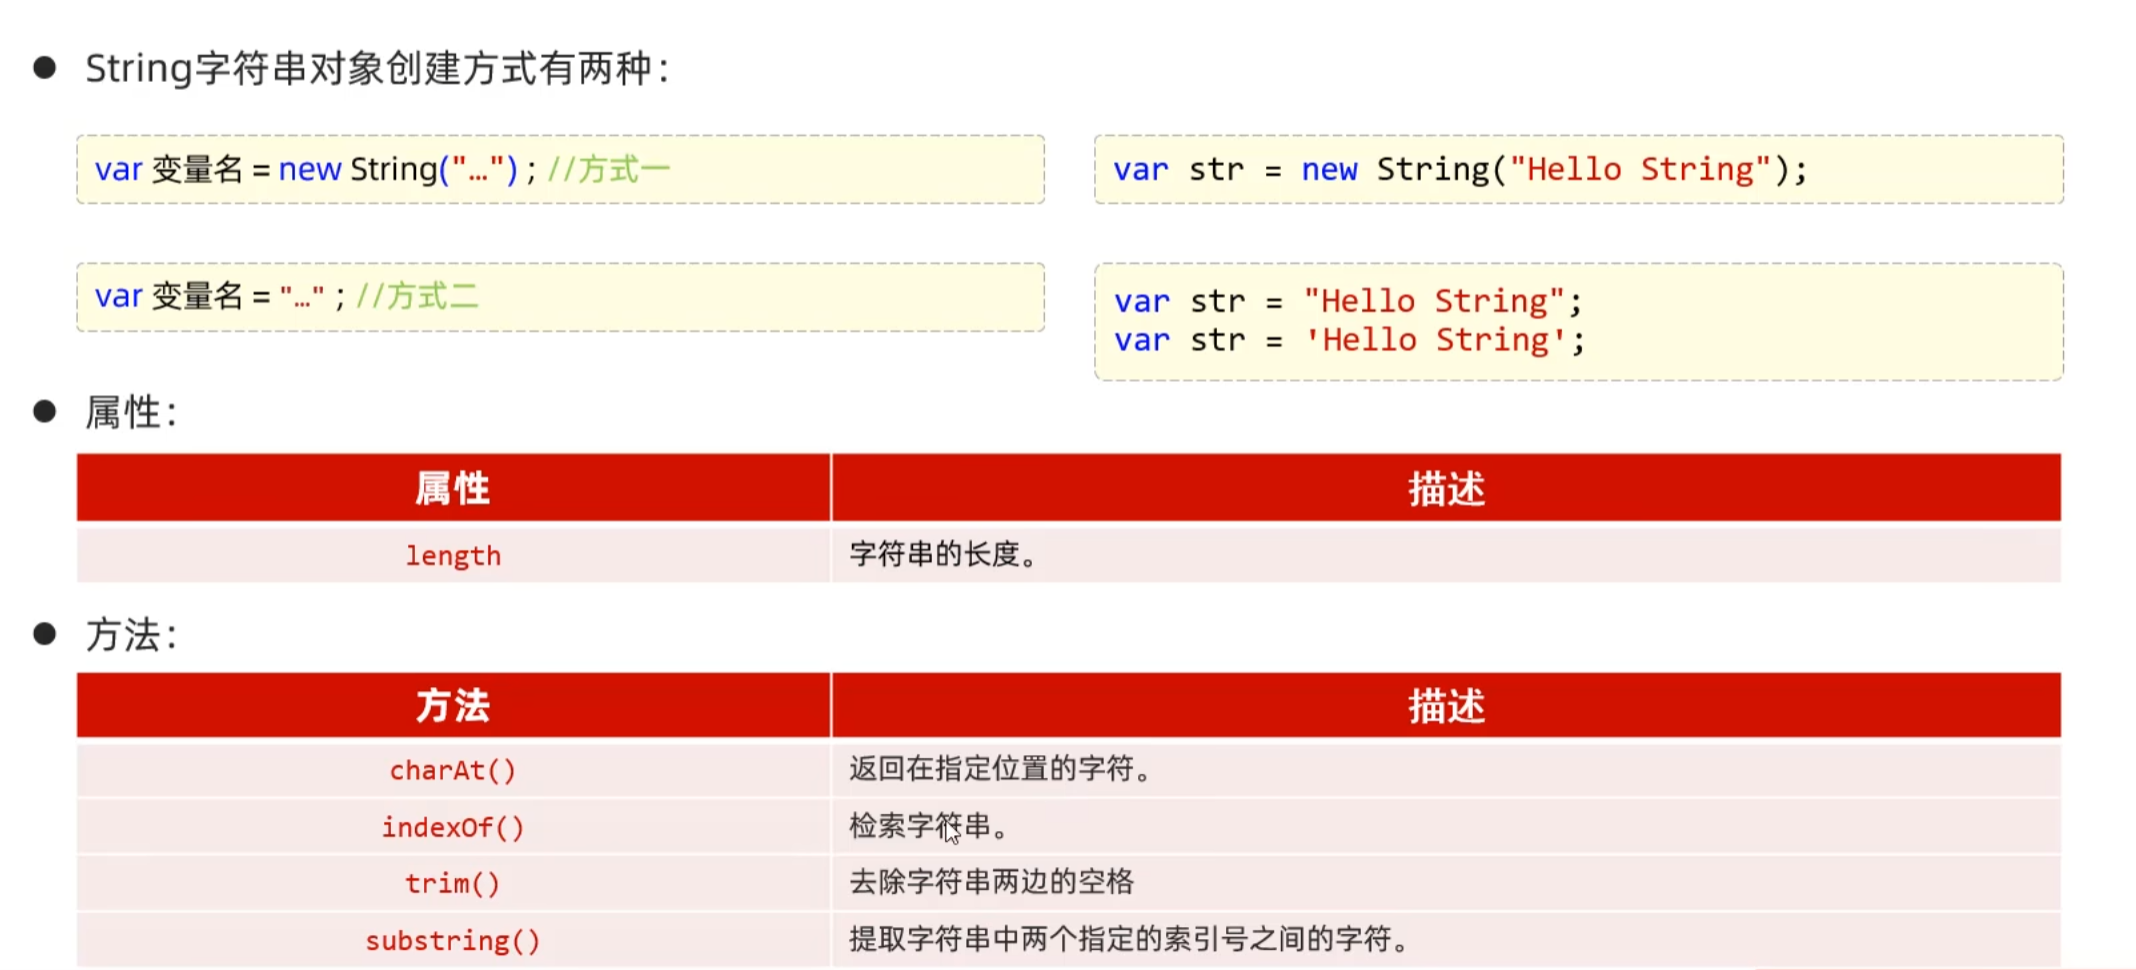 ● String字符串对象创建方式有两种：
var 变量名 = new String("…") ; //方式一
var str = new String("Hello String");
var 变量名 = "…" ; //方式二
var str = "Hello String";
var str = 'Hello String';
● 属性：
属性 描述
length 字符串的长度。
● 方法：
方法 描述
charAt() 返回在指定位置的字符。
indexOf() 检索字符串。
trim() 去除字符串两边的空格
substring() 提取字符串中两个指定的索引号之间的字符。